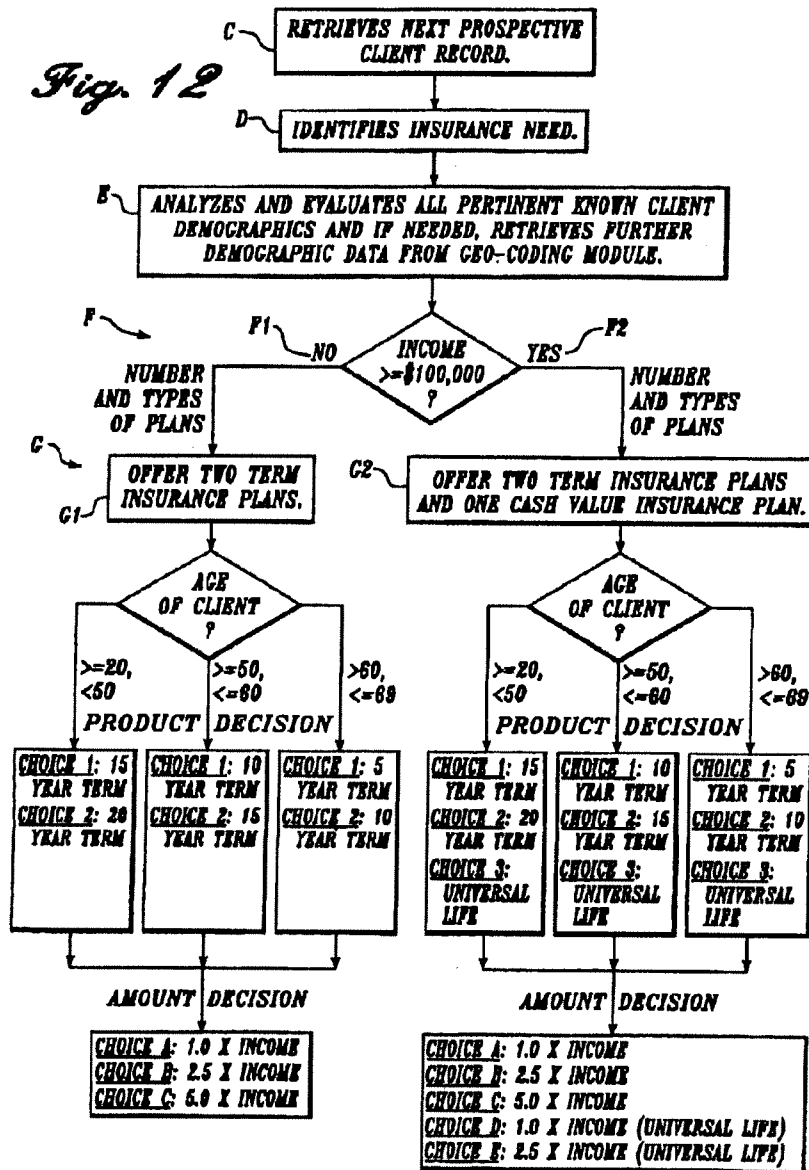 Fig. 12
C
RETRIEVES NEXT PROSPECTIVE
CLIENT RECORD.
D
IDENTIFIES INSURANCE NEED.
E
ANALYZES AND EVALUATES ALL PERTINENT KNOWN CLIENT
DEMOGRAPHICS AND IF NEEDED, RETRIEVES FURTHER
DEMOGRAPHIC DATA FROM GEO-CODING MODULE.
F
F1
NO
INCOME
>=$100,000
?
YES
F2
NUMBER
AND TYPES
OF PLANS
NUMBER
AND TYPES
OF PLANS
G
G1
OFFER TWO TERM
INSURANCE PLANS.
G2
OFFER TWO TERM INSURANCE PLANS
AND ONE CASH VALUE INSURANCE PLAN.
AGE
OF CLIENT
?
>=20,
<50
>=50,
<=60
>60,
<=69
PRODUCT DECISION
CHOICE 1: 15
YEAR TERM
CHOICE 2: 20
YEAR TERM
CHOICE 1: 10
YEAR TERM
CHOICE 2: 15
YEAR TERM
CHOICE 1: 5
YEAR TERM
CHOICE 2: 10
YEAR TERM
AMOUNT DECISION
CHOICE A: 1.0 X INCOME
CHOICE B: 2.5 X INCOME
CHOICE C: 5.0 X INCOME
AGE
OF CLIENT
?
>=20,
<50
>=50,
<=60
>60,
<=69
PRODUCT DECISION
CHOICE 1: 15
YEAR TERM
CHOICE 2: 20
YEAR TERM
CHOICE 3:
UNIVERSAL
LIFE
CHOICE 1: 10
YEAR TERM
CHOICE 2: 15
YEAR TERM
CHOICE 3:
UNIVERSAL
LIFE
CHOICE 1: 5
YEAR TERM
CHOICE 2: 10
YEAR TERM
CHOICE 3:
UNIVERSAL
LIFE
AMOUNT DECISION
CHOICE A: 1.0 X INCOME
CHOICE B: 2.5 X INCOME
CHOICE C: 5.0 X INCOME
CHOICE D: 1.0 X INCOME (UNIVERSAL LIFE)
CHOICE E: 2.5 X INCOME (UNIVERSAL LIFE)